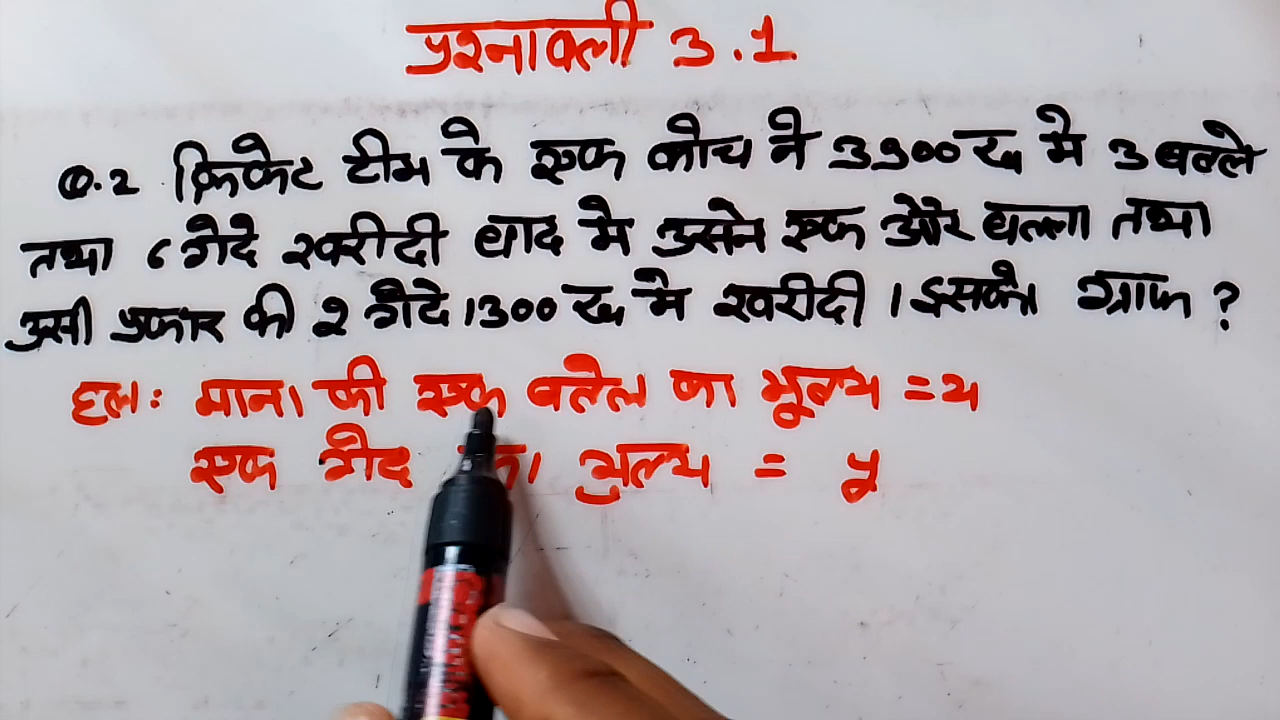 प्रश्नावली 3.1
Q.2 क्रिकेट टीम के एक कोच ने 3900 रू मे 3 बल्ले
तथा 6 गेंदे खरीदी बाद मे उसने एक और बल्ला तथा
उसी प्रकार की 2 गेंदे 1300 रू मे खरीदी । इसको ग्राफ ?
हल: माना की एक बल्ले का मूल्य = x
एक गेंद का मुल्य = y